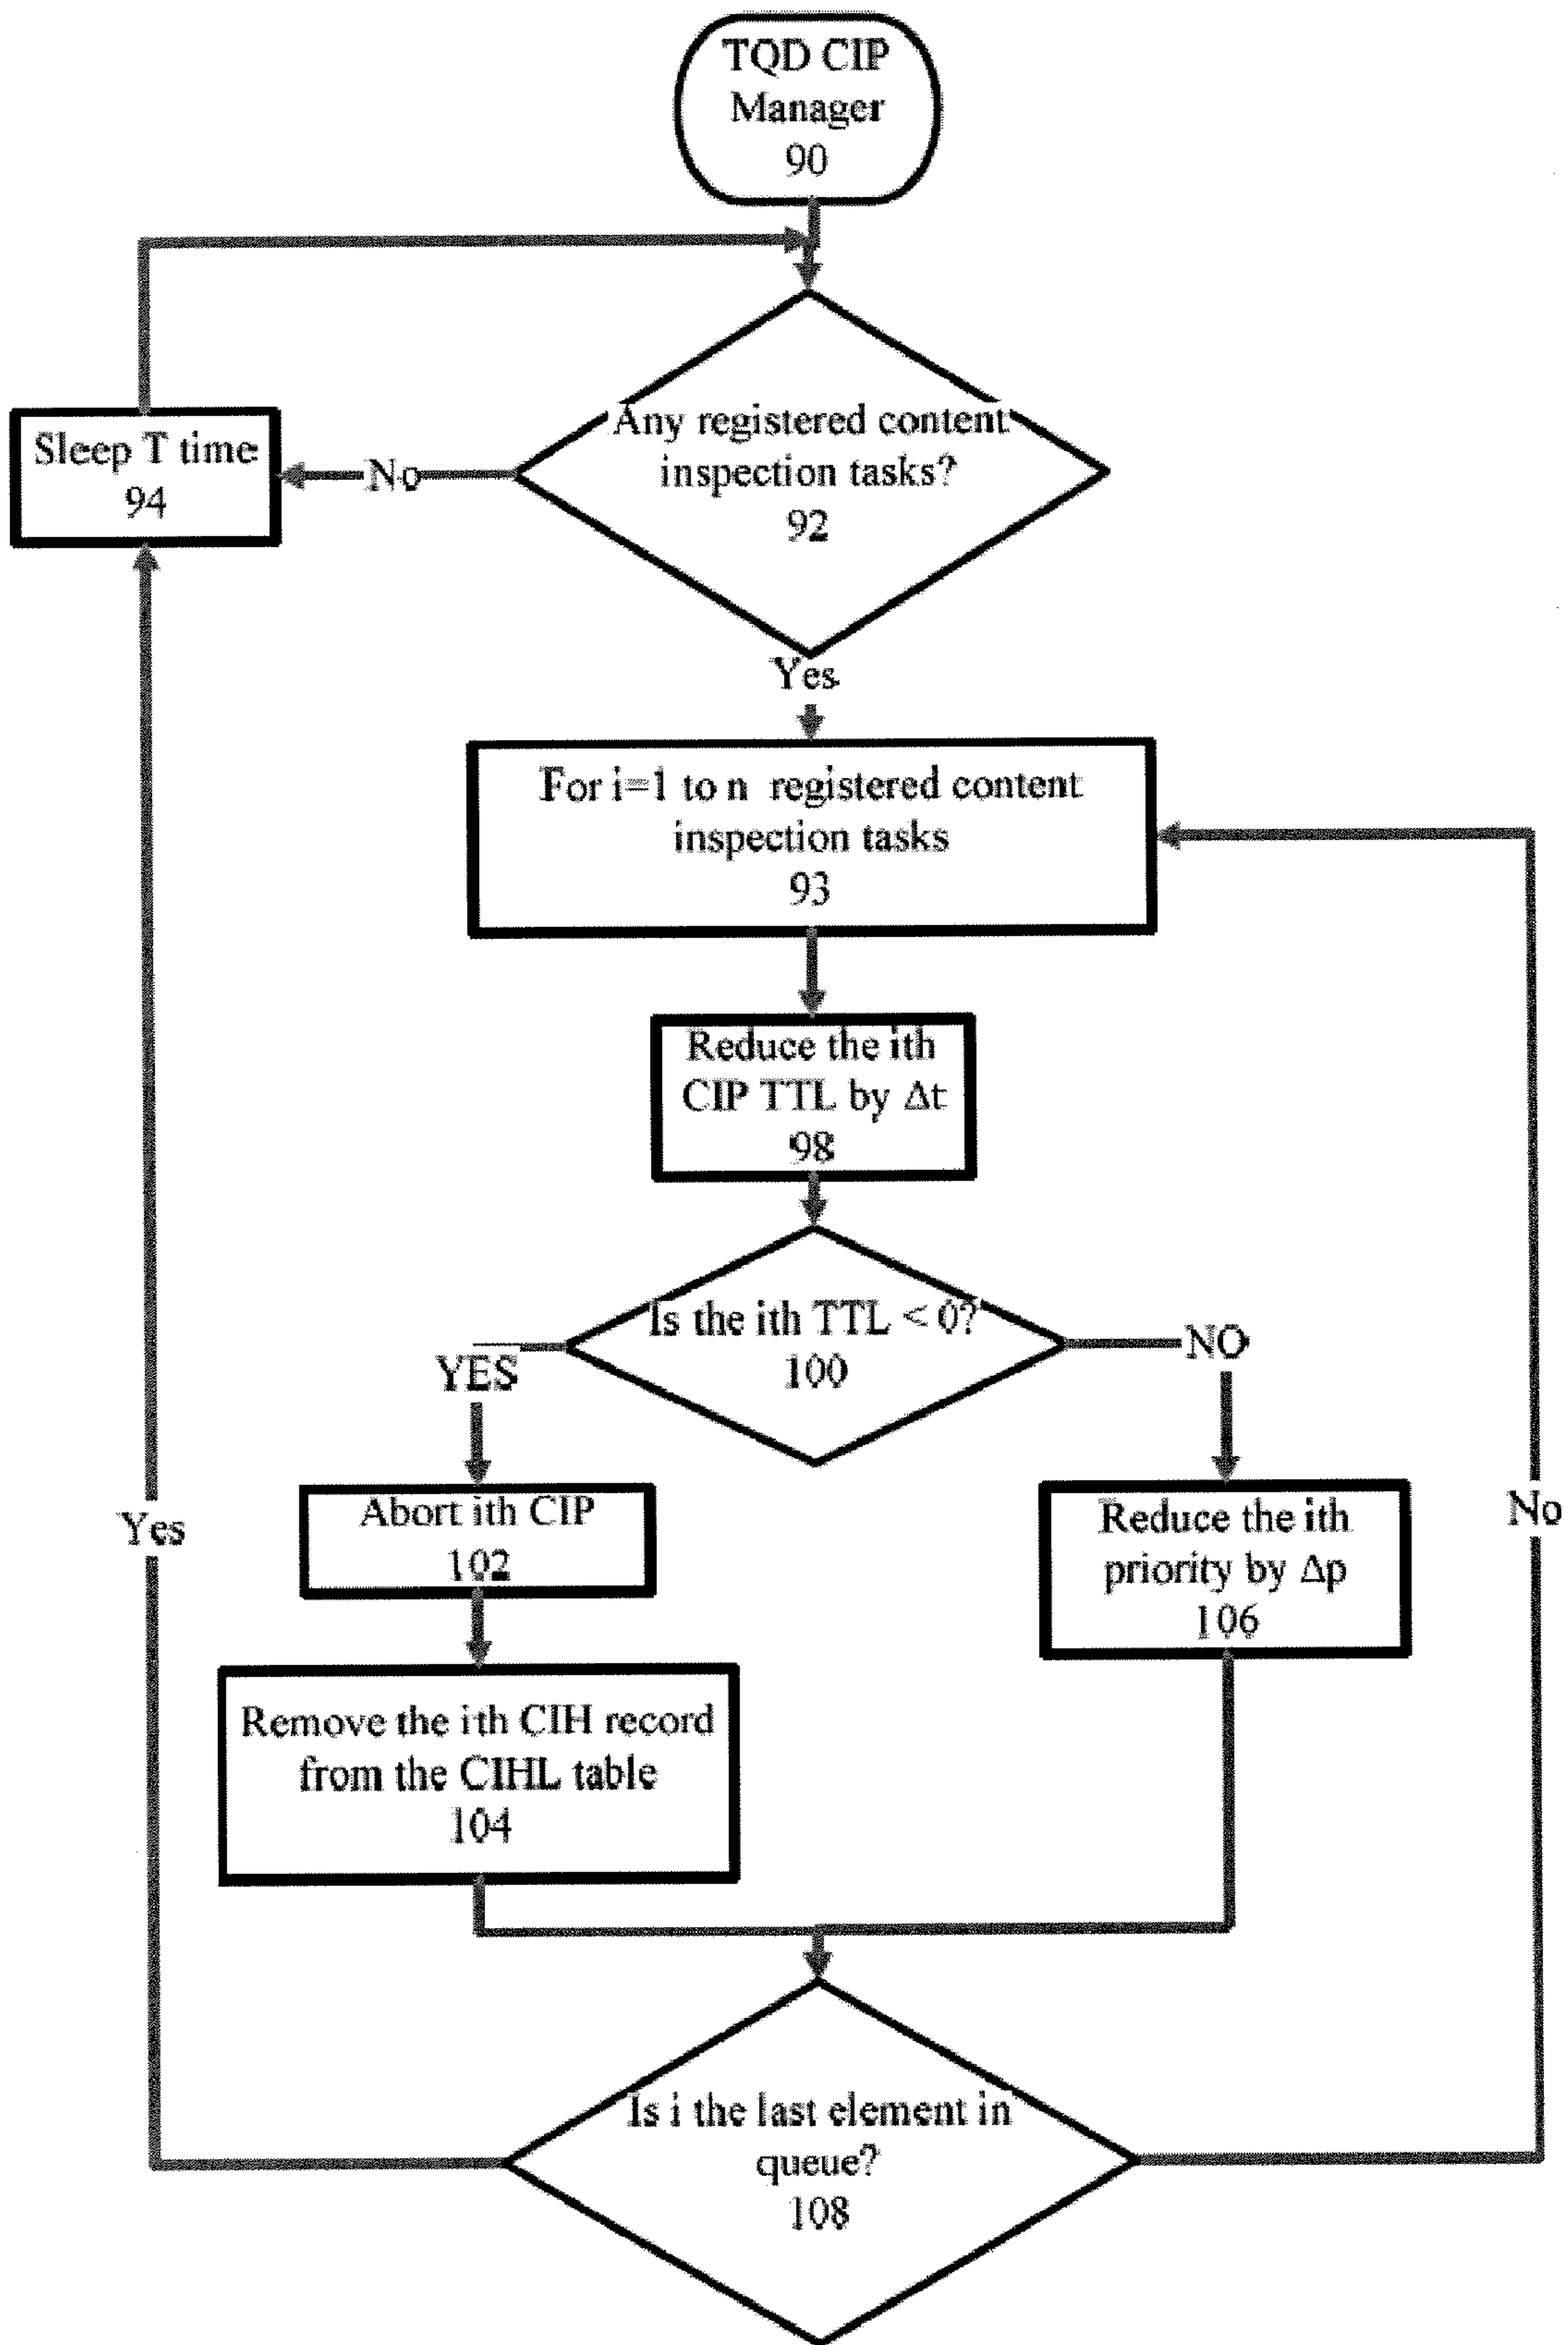 TQD CIP
Manager
90
Any registered content
inspection tasks?
92
No
Sleep T time
94
Yes
For i=1 to n registered content
inspection tasks
93
Reduce the ith
CIP TTL by Δt
98
Is the ith TTL < 0?
100
YES
NO
Abort ith CIP
102
Reduce the ith
priority by Δp
106
Yes
No
Remove the ith CIH record
from the CIHL table
104
Is i the last element in
queue?
108